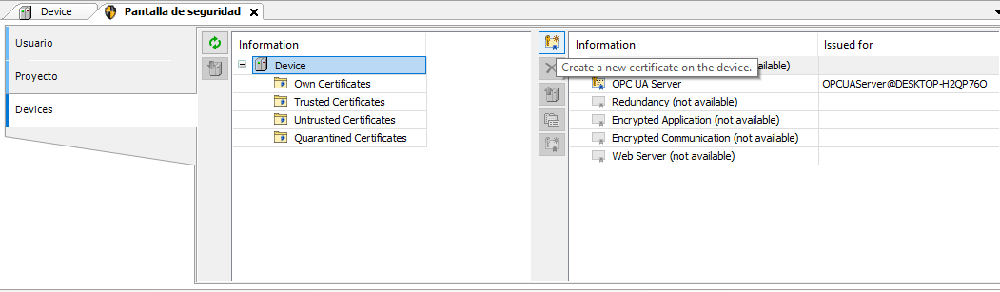 Device
Pantalla de seguridad
Usuario
Proyecto
Devices
Information
Device
Own Certificates
Trusted Certificates
Untrusted Certificates
Quarantined Certificates
Information Issued for
Create a new certificate on the device. ailable)
OPC UA Server OPCUAServer@DESKTOP-H2QP76O
Redundancy (not available)
Encrypted Application (not available)
Encrypted Communication (not available)
Web Server (not available)